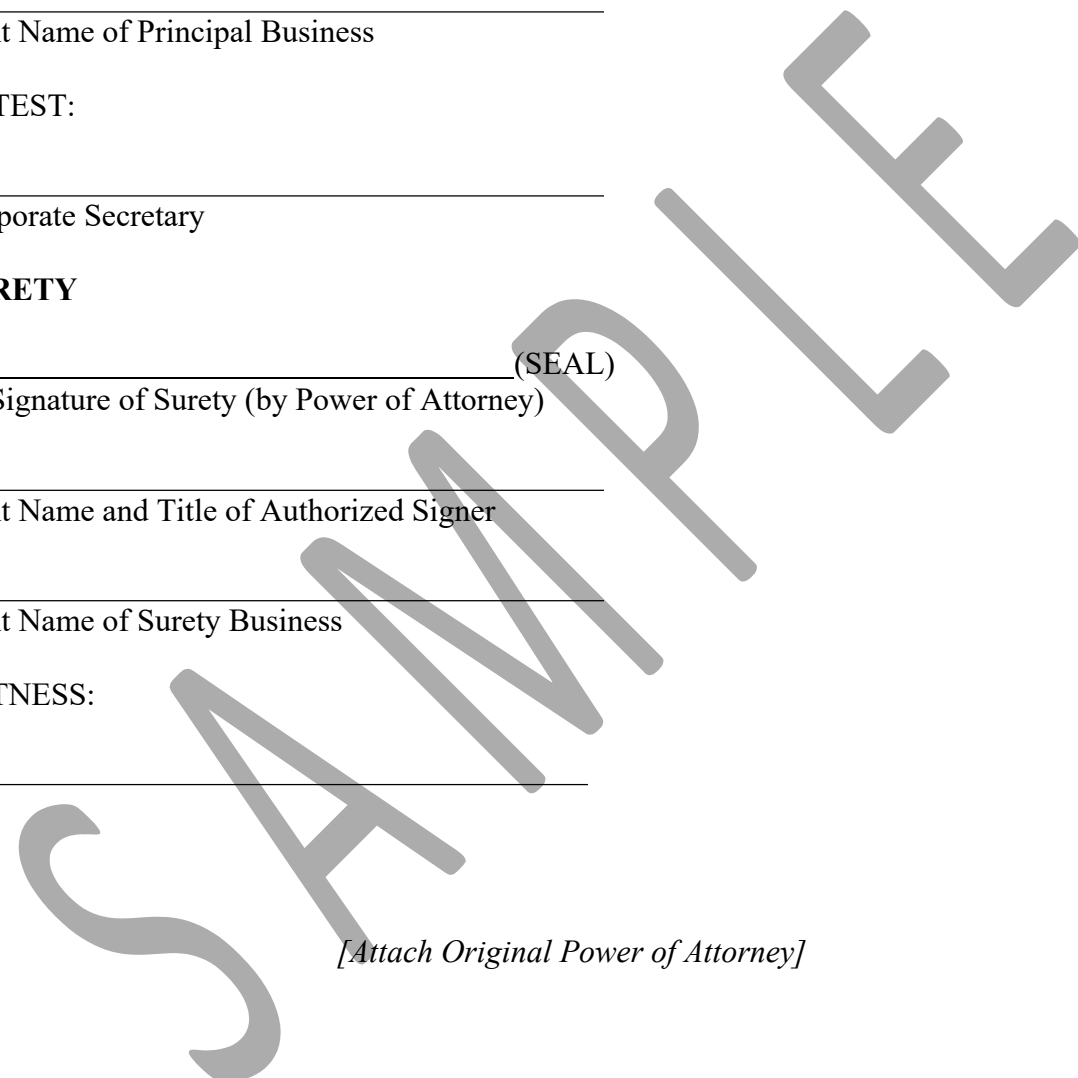 t Name of Principal Business
TEST:
porate Secretary
RETY
(SEAL)
Signature of Surety (by Power of Attorney)
t Name and Title of Authorized Signer
t Name of Surety Business
TNESS:
[Attach Original Power of Attorney]
SAMPLE